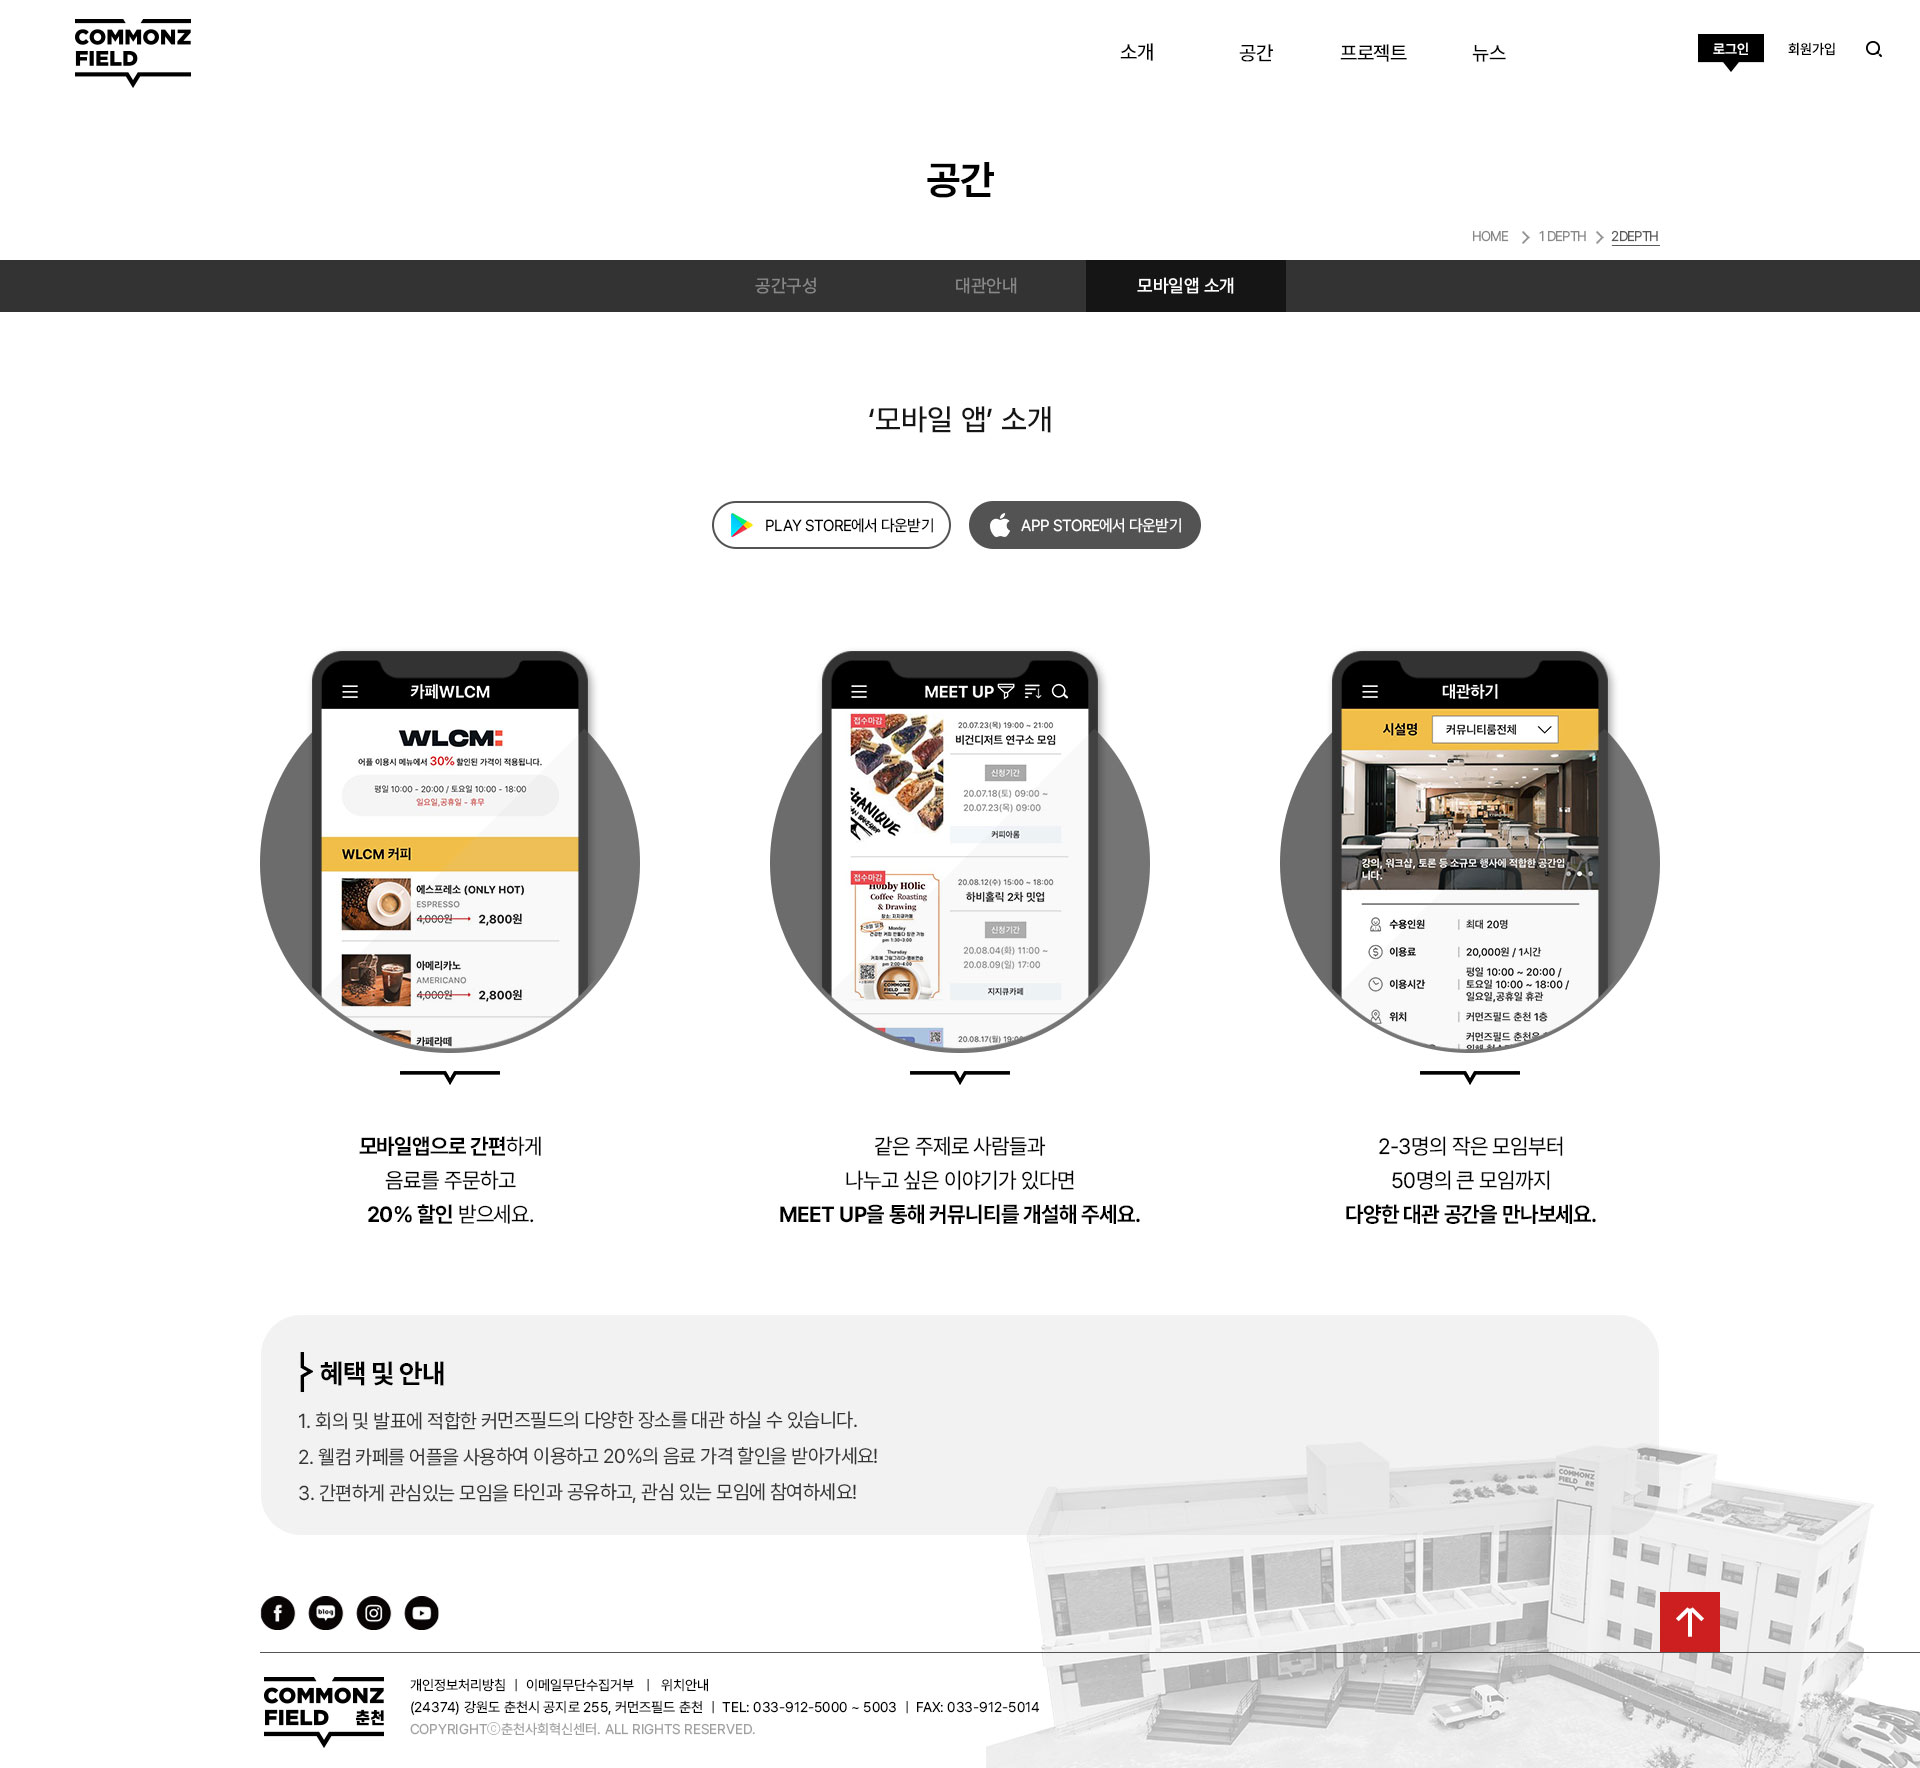 COMMONZ
FIELD
소개 공간 프로젝트 뉴스
로그인 회원가입
공간
HOME 1 DEPTH 2DEPTH
공간구성 대관안내 모바일앱 소개
‘모바일 앱’ 소개
PLAY STORE에서 다운받기 APP STORE에서 다운받기
카페WLCM
WLCM:
어플 이용시 메뉴에서 30% 할인된 가격이 적용됩니다.
평일 10:00 - 20:00 / 토요일 10:00 - 18:00
일요일,공휴일 - 휴무
WLCM 커피
에스프레소 (ONLY HOT)
ESPRESSO
4,000원 2,800원
아메리카노
AMERICANO
4,000원 2,800원
카페라떼
모바일앱으로 간편하게
음료를 주문하고
20% 할인 받으세요.
MEET UP
접수마감
20.07.23(목) 19:00 ~ 21:00
비건디저트 연구소 모임
신청기간
20.07.18(토) 09:00 ~
20.07.23(목) 09:00
커피아롬
접수마감
Hobby HOlic
Coffee Roasting
& Drawing
장소: 지지큐카페
Monday
pm 1:30-3:00
Thursday
pm 2:00-4:00
COMMONZ
FIELD 춘천
20.08.12(수) 15:00 ~ 18:00
하비홀릭 2차 밋업
신청기간
20.08.04(화) 11:00 ~
20.08.09(일) 17:00
지지큐카페
20.08.17(월) 19:00
같은 주제로 사람들과
나누고 싶은 이야기가 있다면
MEET UP을 통해 커뮤니티를 개설해 주세요.
대관하기
시설명 커뮤니티룸전체
강의, 워크샵, 토론 등 소규모 행사에 적합한 공간입
니다.
수용인원 | 최대 20명
이용료 | 20,000원 / 1시간
이용시간 | 평일 10:00 ~ 20:00 /
토요일 10:00 ~ 18:00 /
일요일,공휴일 휴관
위치 | 커먼즈필드 춘천 1층
커먼즈필드 춘천은
2-3명의 작은 모임부터
50명의 큰 모임까지
다양한 대관 공간을 만나보세요.
혜택 및 안내
1. 회의 및 발표에 적합한 커먼즈필드의 다양한 장소를 대관 하실 수 있습니다.
2. 웰컴 카페를 어플을 사용하여 이용하고 20%의 음료 가격 할인을 받아가세요!
3. 간편하게 관심있는 모임을 타인과 공유하고, 관심 있는 모임에 참여하세요!
COMMONZ
FIELD
춘천
blog
COMMONZ
FIELD 춘천
개인정보처리방침 | 이메일무단수집거부 | 위치안내
(24374) 강원도 춘천시 공지로 255, 커먼즈필드 춘천 | TEL: 033-912-5000 ~ 5003 | FAX: 033-912-5014
COPYRIGHTⓒ춘천사회혁신센터. ALL RIGHTS RESERVED.